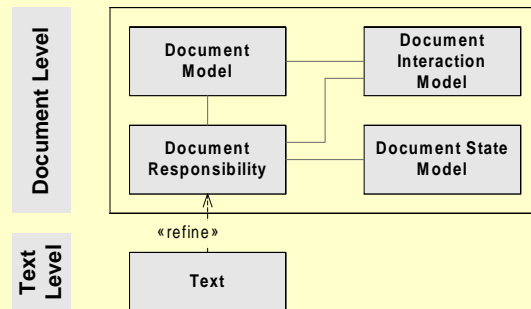 Document Level
Document
Model
Document
Interaction
Model
Document
Responsibility
Document State
Model
«refine»
Text
Level
Text